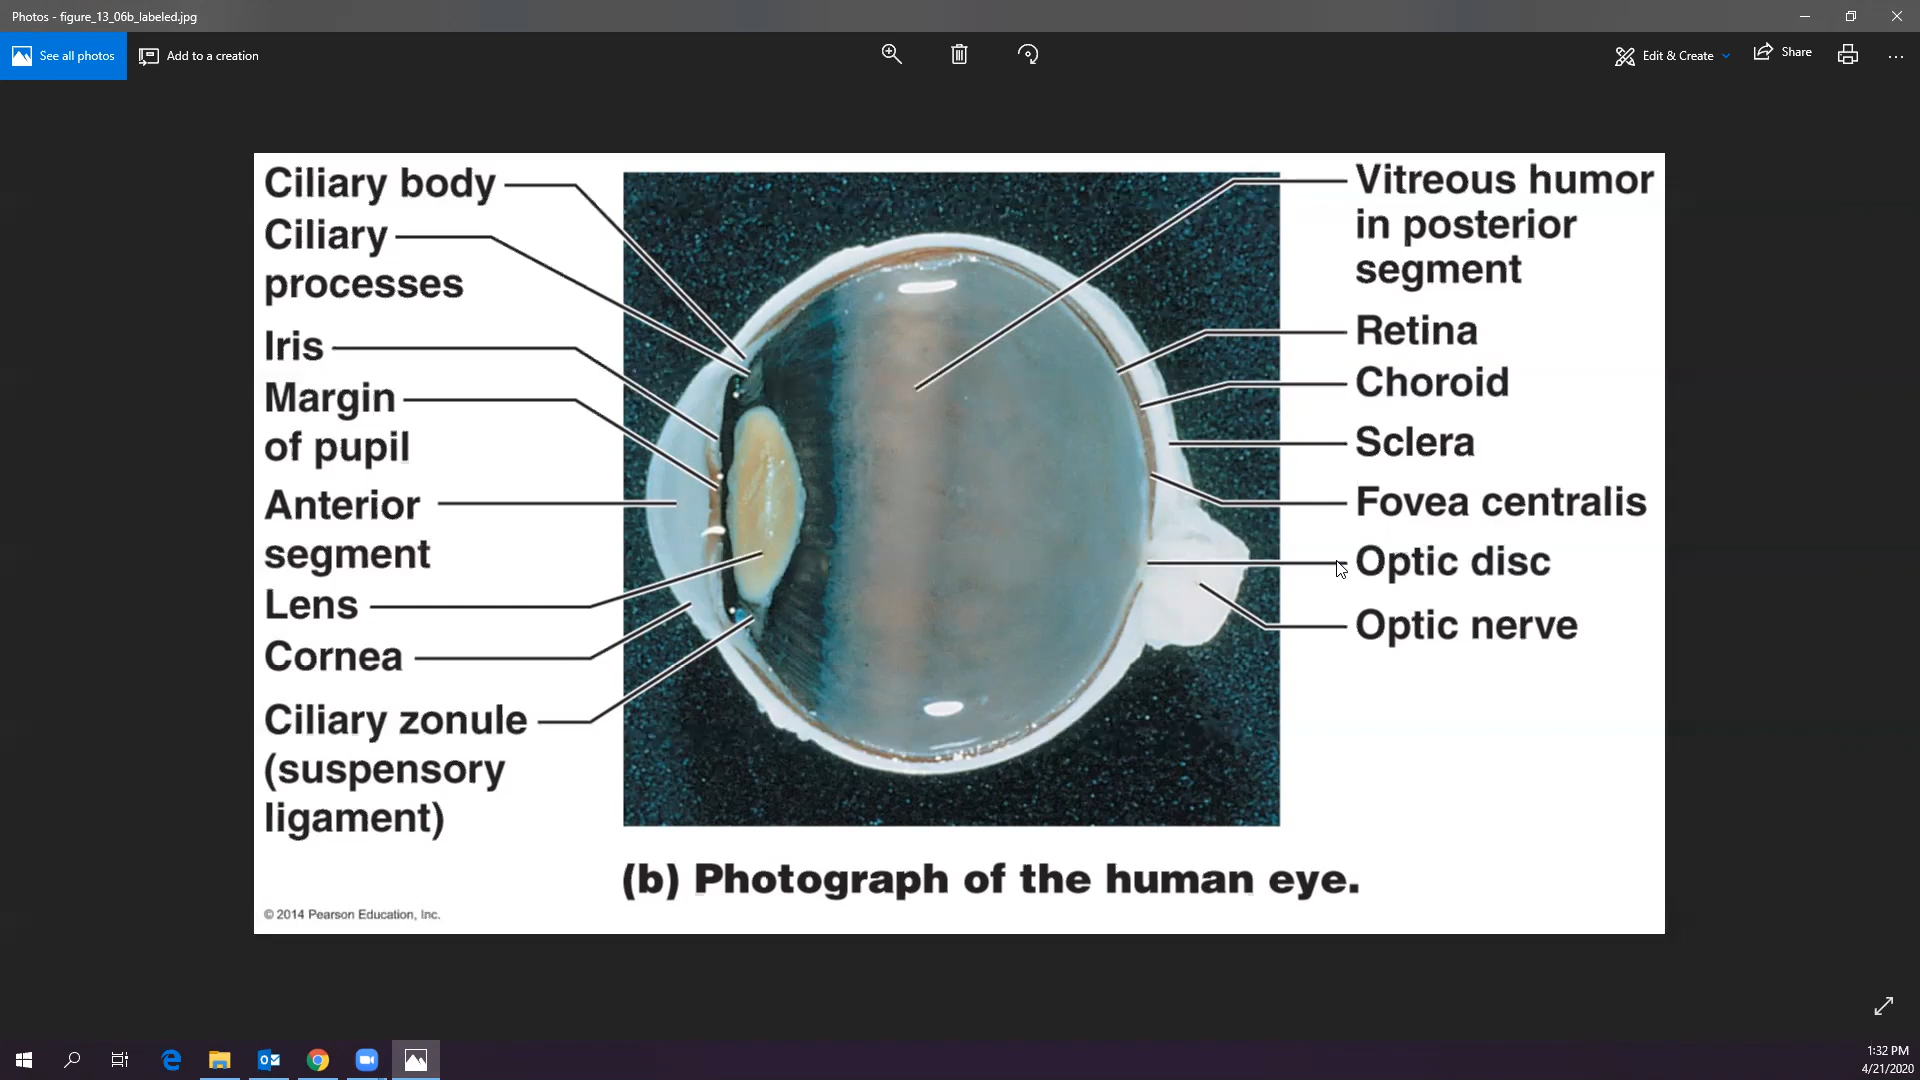 Photos - figure_13_06b_labeled.jpg
See all photos
Add to a creation
Edit & Create
Share
Ciliary body
Ciliary
processes
Iris
Margin
of pupil
Anterior
segment
Lens
Cornea
Ciliary zonule
(suspensory
ligament)
Vitreous humor
in posterior
segment
Retina
Choroid
Sclera
Fovea centralis
Optic disc
Optic nerve
(b) Photograph of the human eye.
© 2014 Pearson Education, Inc.
1:32 PM
4/21/2020